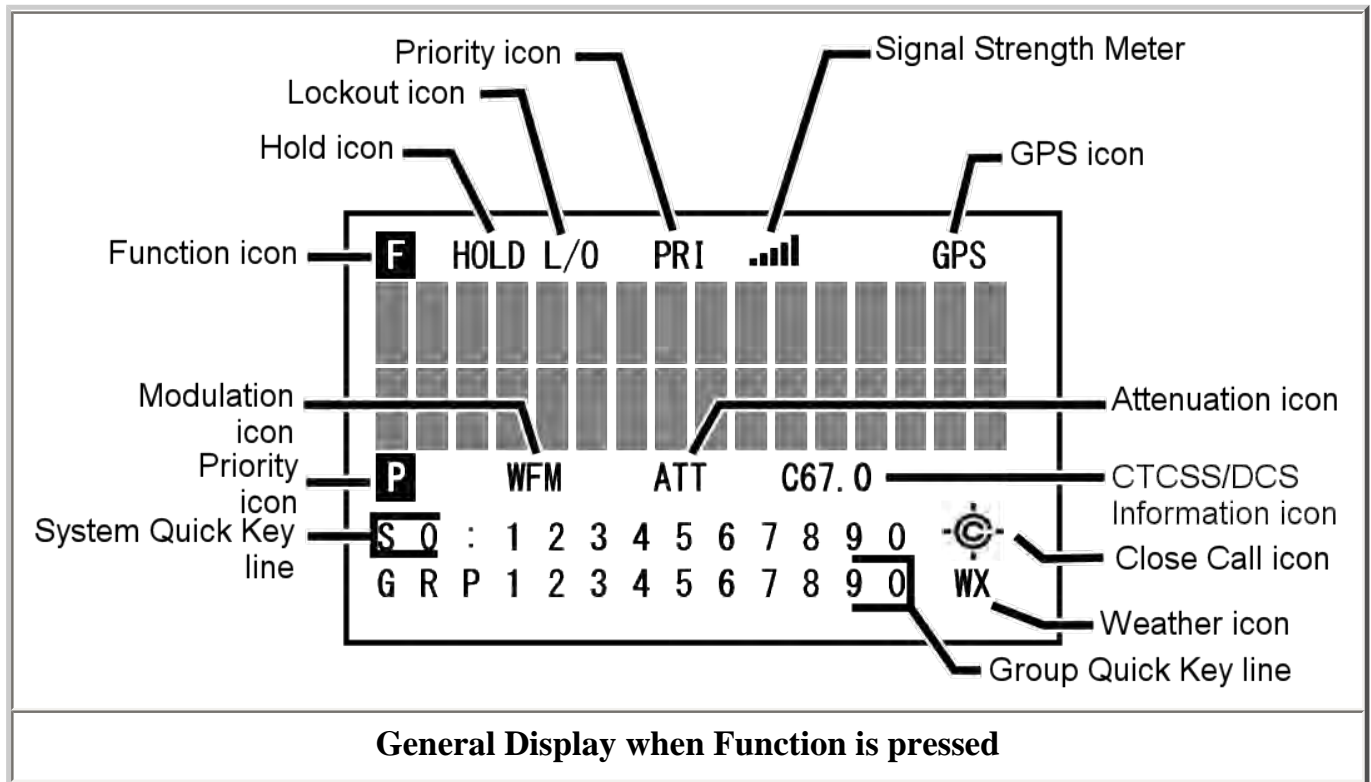 Priority icon
Signal Strength Meter
Lockout icon
Hold icon
GPS icon
Function icon
F HOLD L/O PRI GPS
Modulation
icon
Attenuation icon
Priority
icon
P WFM ATT C67.0
CTCSS/DCS
Information icon
System Quick Key
line
S 0 : 1 2 3 4 5 6 7 8 9 0
C
Close Call icon
G R P 1 2 3 4 5 6 7 8 9 0 WX
Weather icon
Group Quick Key line
General Display when Function is pressed